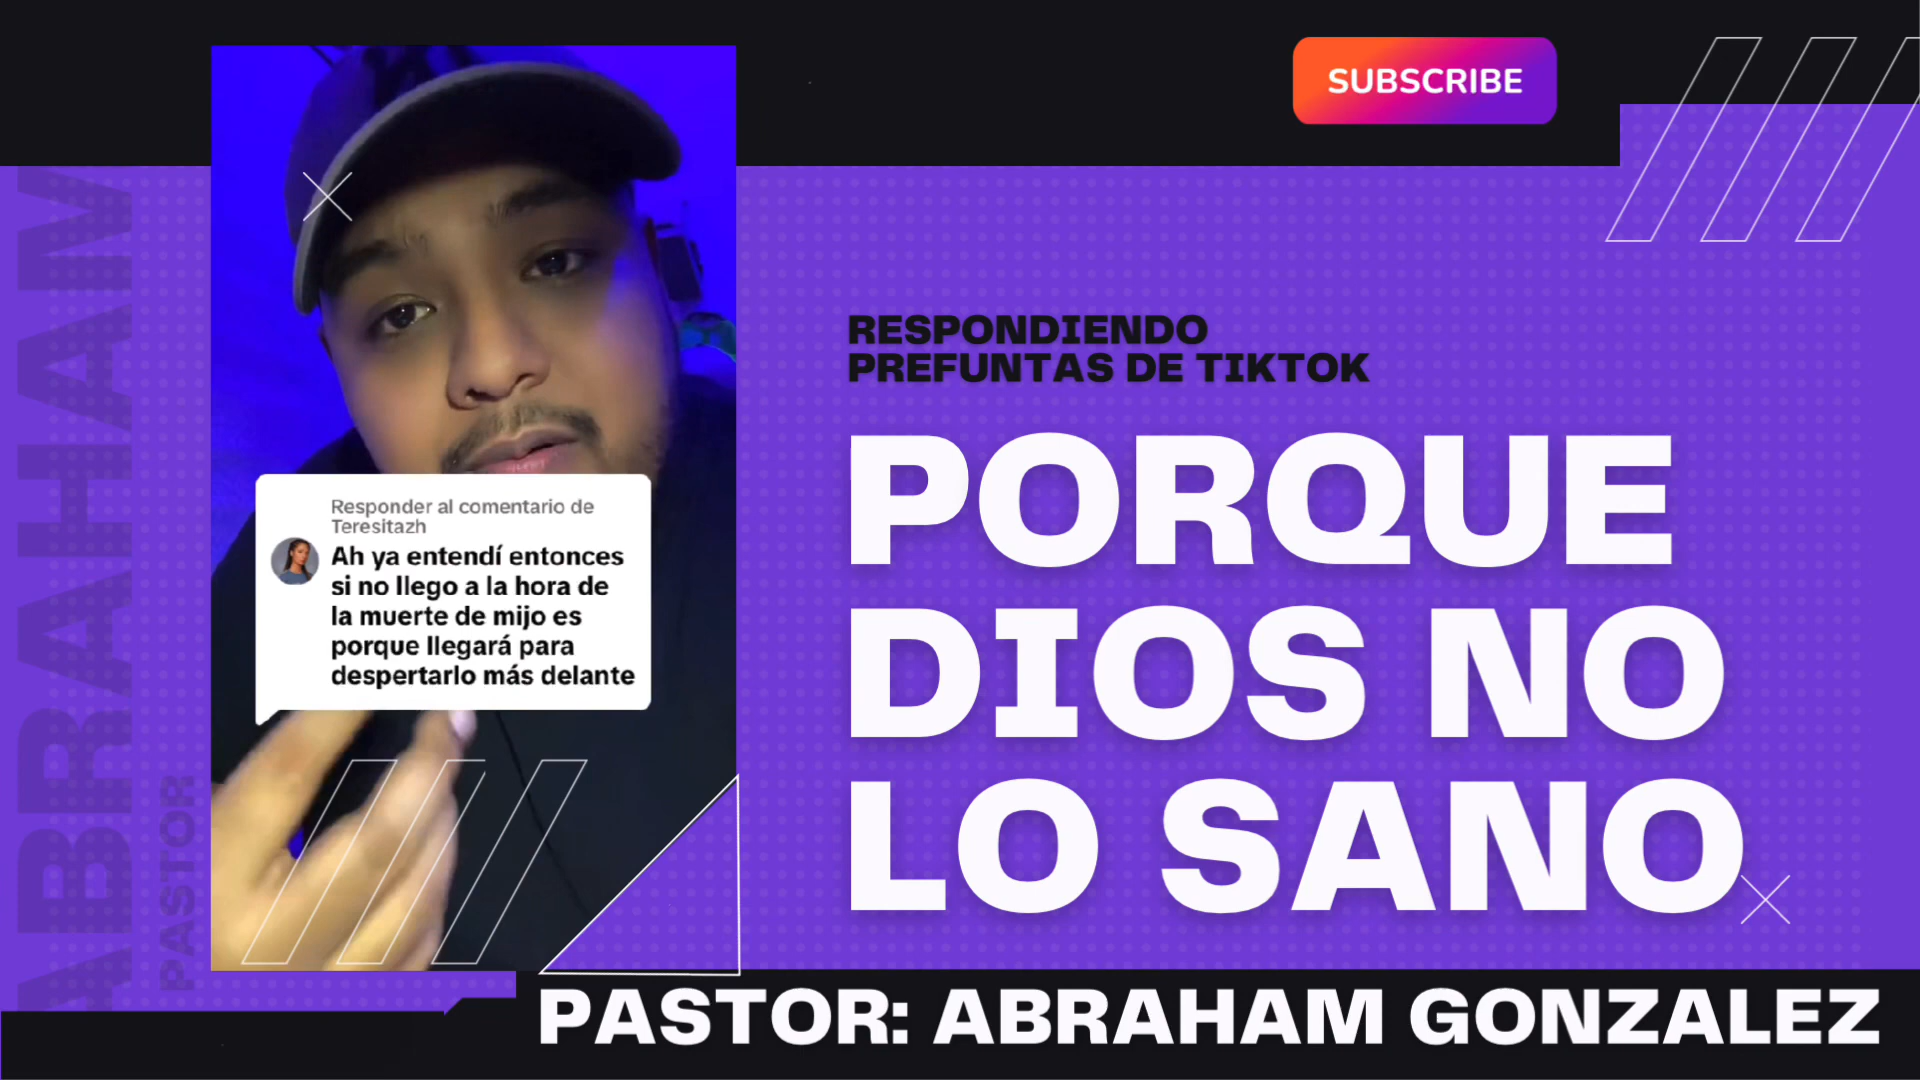 SUBSCRIBE
ABRAHAM
PASTOR
Responder al comentario de
Teresitazh
Ah ya entendí entonces
si no llego a la hora de
la muerte de mijo es
porque llegará para
despertarlo más delante
RESPONDIENDO
PREFUNTAS DE TIKTOK
PORQUE
DIOS NO
LO SANO
PASTOR: ABRAHAM GONZALEZ